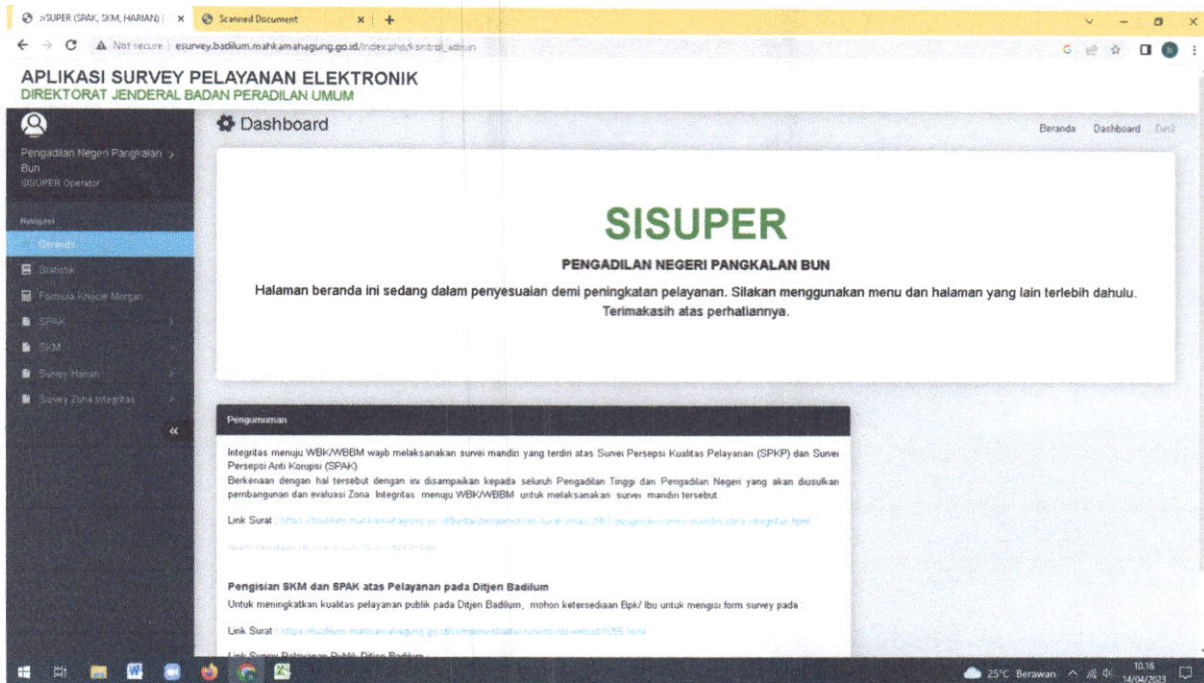 SUPER (SPAK, SKM, HARIAN)
Scanned Document
Not secure
esurvey.badilum.mahkamahagung.go.id/index.php/kontrol_admin
APLIKASI SURVEY PELAYANAN ELEKTRONIK
DIREKTORAT JENDERAL BADAN PERADILAN UMUM
Dashboard
Beranda Dashboard
Pengadilan Negeri Pangkalan
Bun
SISUPER Operator
Navigasi
Beranda
Statistik
Formula Krejcie Morgan
SPAK
SKM
Survey Harian
Survey Zona Integritas
SISUPER
PENGADILAN NEGERI PANGKALAN BUN
Halaman beranda ini sedang dalam penyesuaian demi peningkatan pelayanan. Silakan menggunakan menu dan halaman yang lain terlebih dahulu.
Terimakasih atas perhatiannya.
Pengumuman
Integritas menuju WBK/WBBM wajib melaksanakan survei mandiri yang terdiri atas Survei Persepsi Kualitas Pelayanan (SPKP) dan Survei
Persepsi Anti Korupsi (SPAK)
Berkenaan dengan hal tersebut dengan ini disampaikan kepada seluruh Pengadilan Tinggi dan Pengadilan Negeri yang akan diusulkan
pembangunan dan evaluasi Zona Integritas menuju WBK/WBBM untuk melaksanakan survei mandiri tersebut.
Link Surat :
Pengisian SKM dan SPAK atas Pelayanan pada Ditjen Badilum
Untuk meningkatkan kualitas pelayanan publik pada Ditjen Badilum, mohon ketersediaan Bpk/ Ibu untuk mengisi form survey pada :
Link Surat :
Link Survey Pelayanan Publik Ditjen Badilum :
25°C Berawan
10.16
14/04/2023